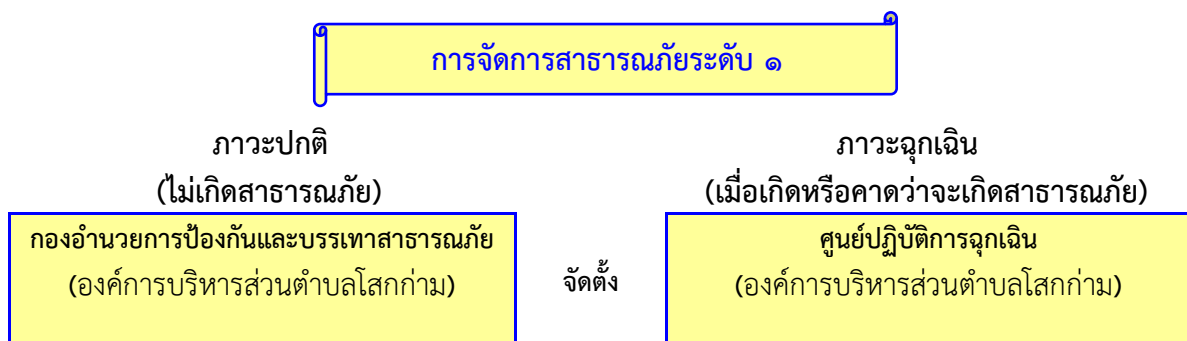 การจัดการสาธารณภัยระดับ ๑
ภาวะปกติ
(ไม่เกิดสาธารณภัย)
กองอำนวยการป้องกันและบรรเทาสาธารณภัย
(องค์การบริหารส่วนตำบลโสกก่าม)
จัดตั้ง
ภาวะฉุกเฉิน
(เมื่อเกิดหรือคาดว่าจะเกิดสาธารณภัย)
ศูนย์ปฏิบัติการฉุกเฉิน
(องค์การบริหารส่วนตำบลโสกก่าม)